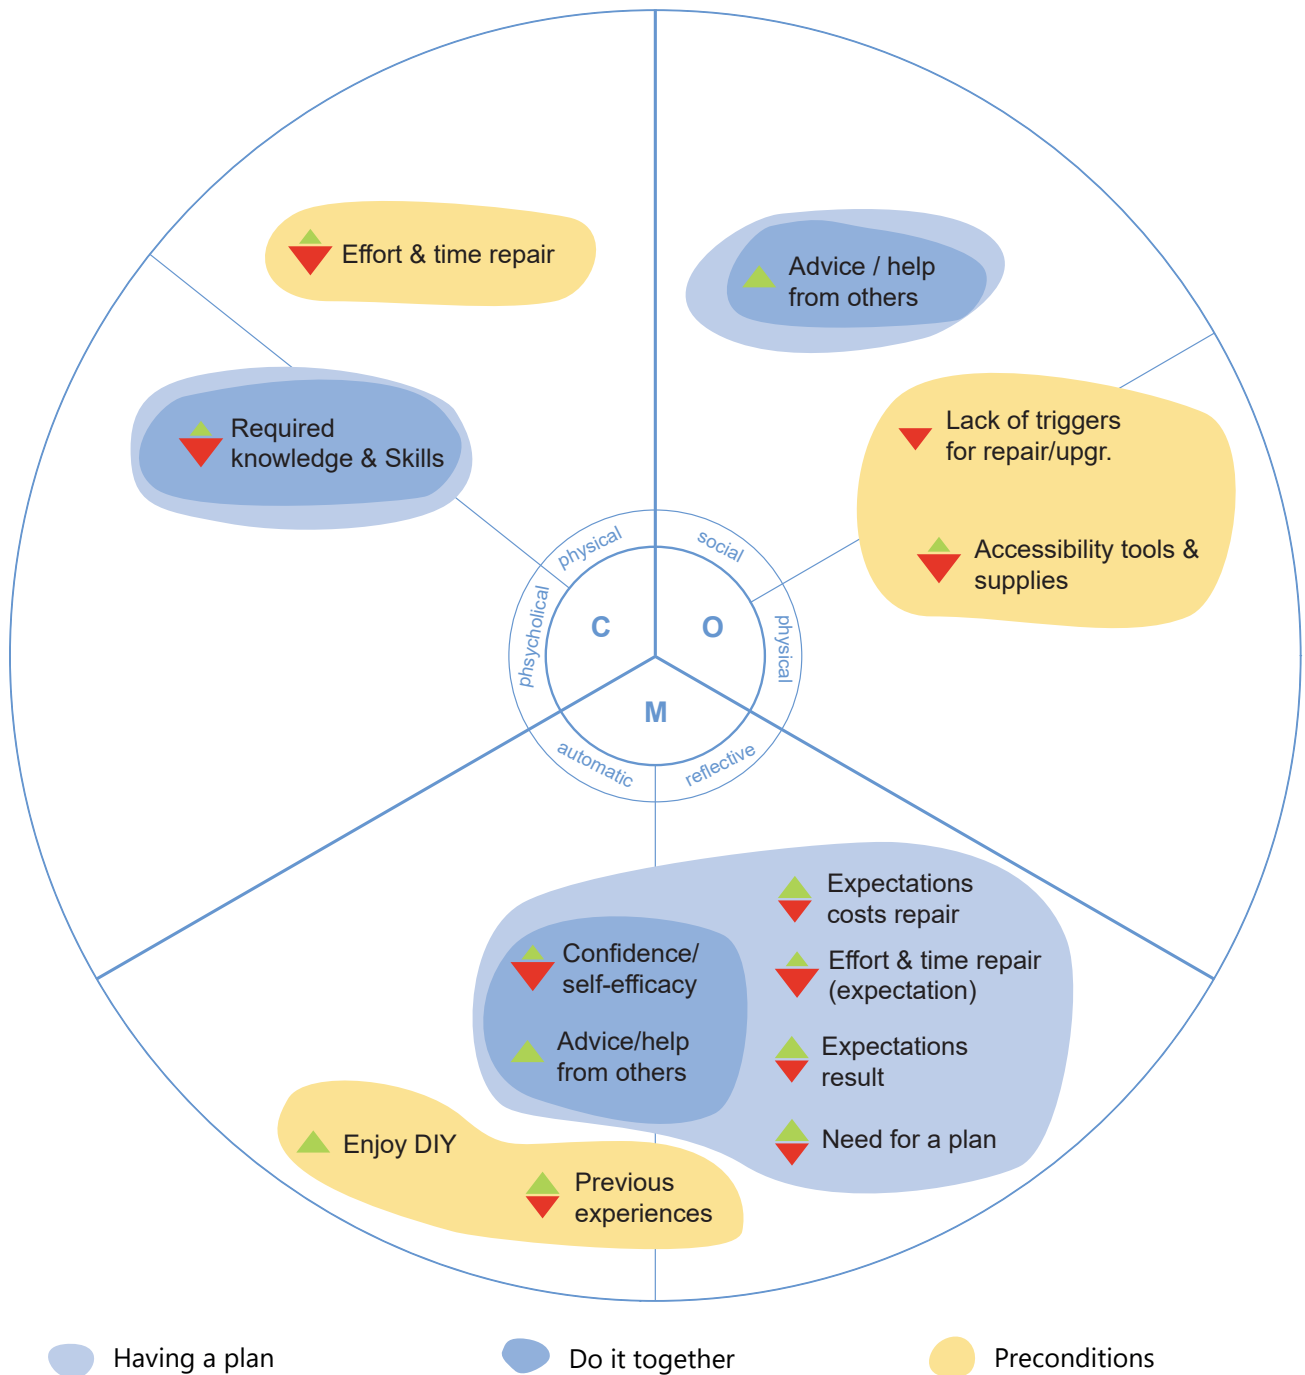 Effort & time repair
Advice / help
from others
Required
knowledge & Skills
Lack of triggers
for repair/upgr.
Accessibility tools &
supplies
physical
social
phsycholical
physical
C
O
M
automatic
reflective
Expectations
costs repair
Confidence/
self-efficacy
Effort & time repair
(expectation)
Advice/help
from others
Expectations
result
Need for a plan
Enjoy DIY
Previous
experiences
Having a plan
Do it together
Preconditions